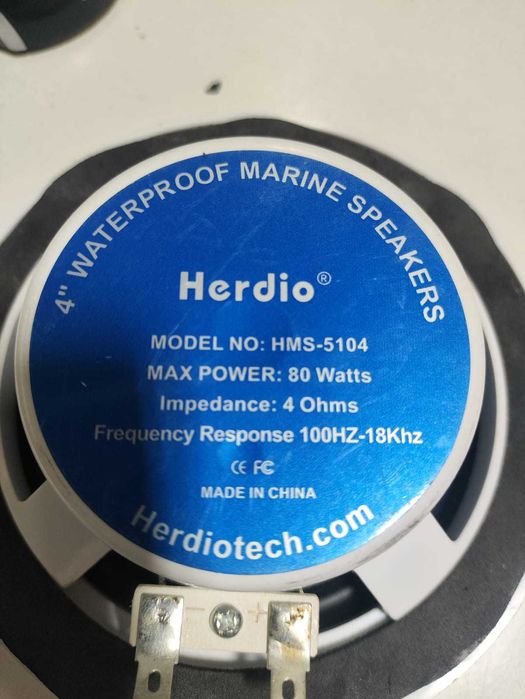 4" WATERPROOF MARINE SPEAKERS
Herdio®
MODEL NO: HMS-5104
MAX POWER: 80 Watts
Impedance: 4 Ohms
Frequency Response 100HZ-18Khz
CE FC
MADE IN CHINA
Herdiotech.com
- +